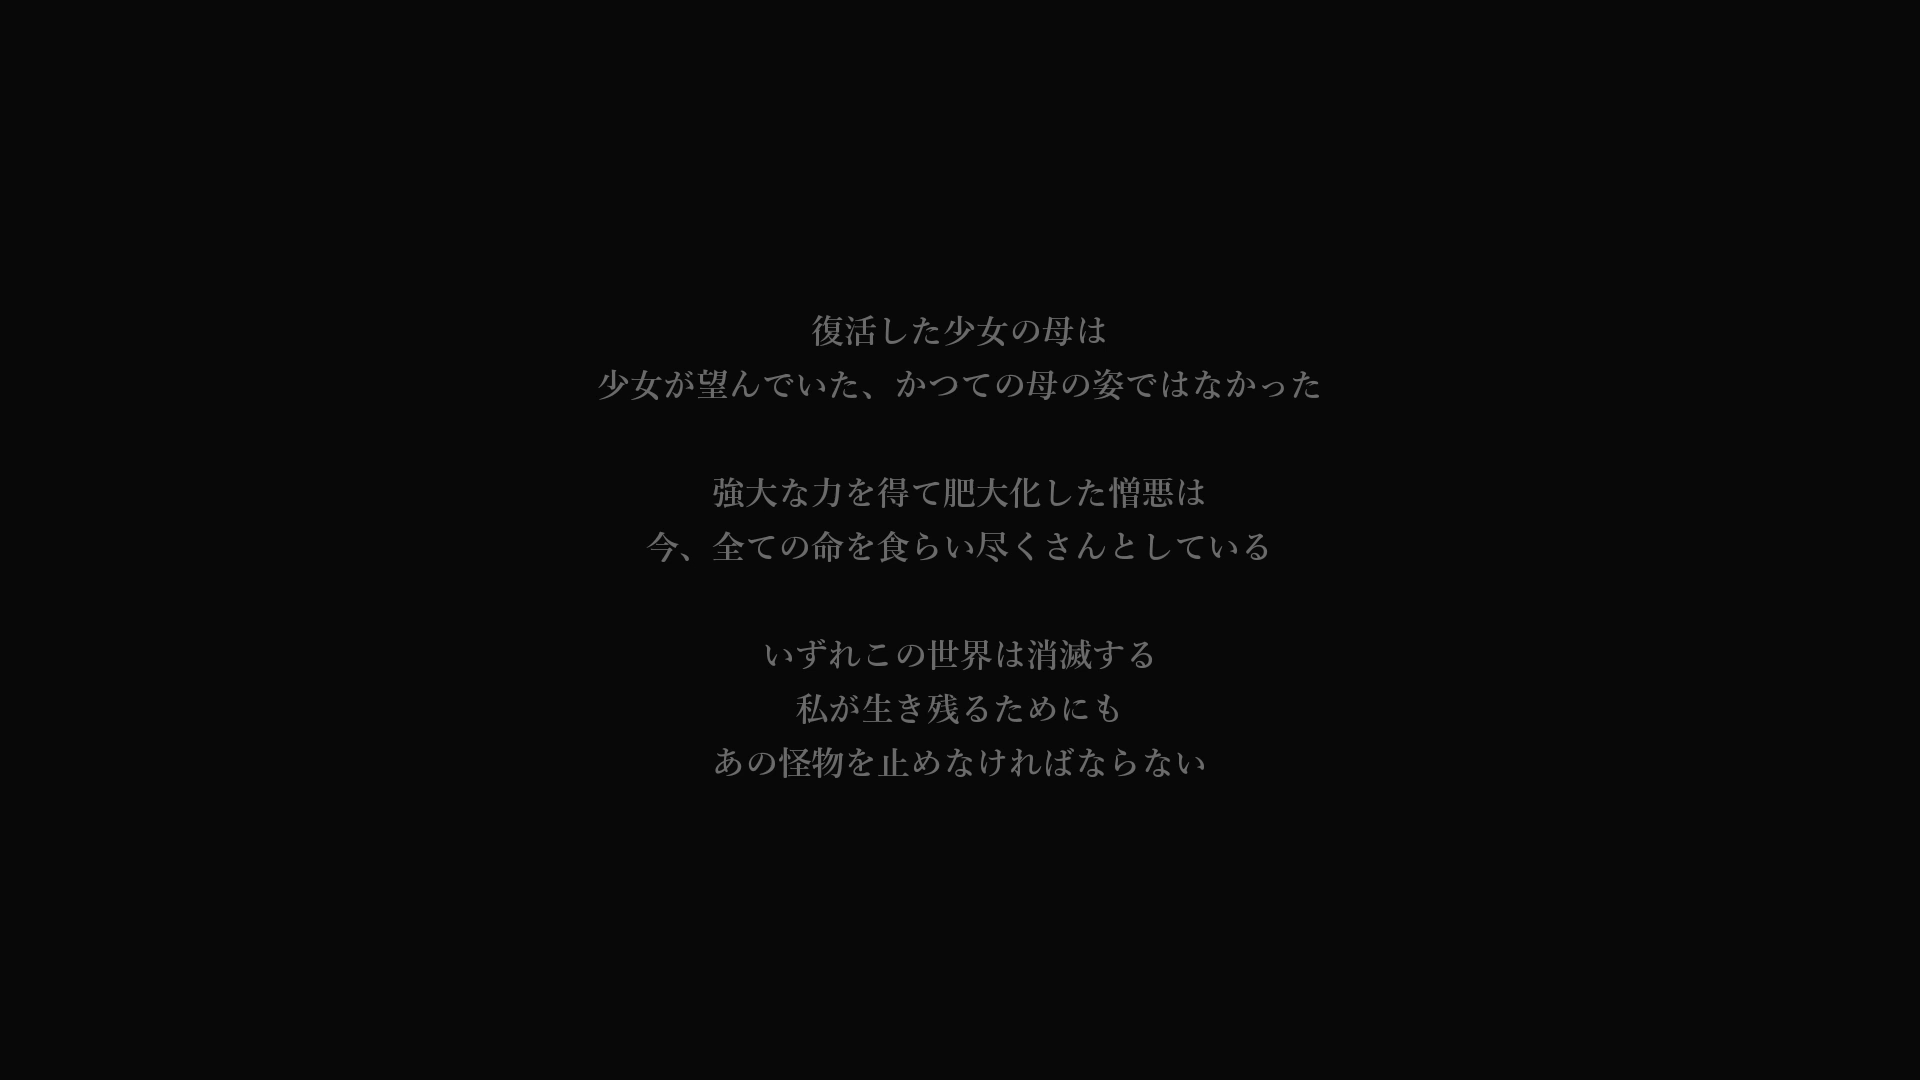 復活した少女の母は
少女が望んでいた、かつての母の姿ではなかった
強大な力を得て肥大化した憎悪は
今、全ての命を食らい尽くさんとしている
いずれこの世界は消滅する
私が生き残るためにも
あの怪物を止めなければならない